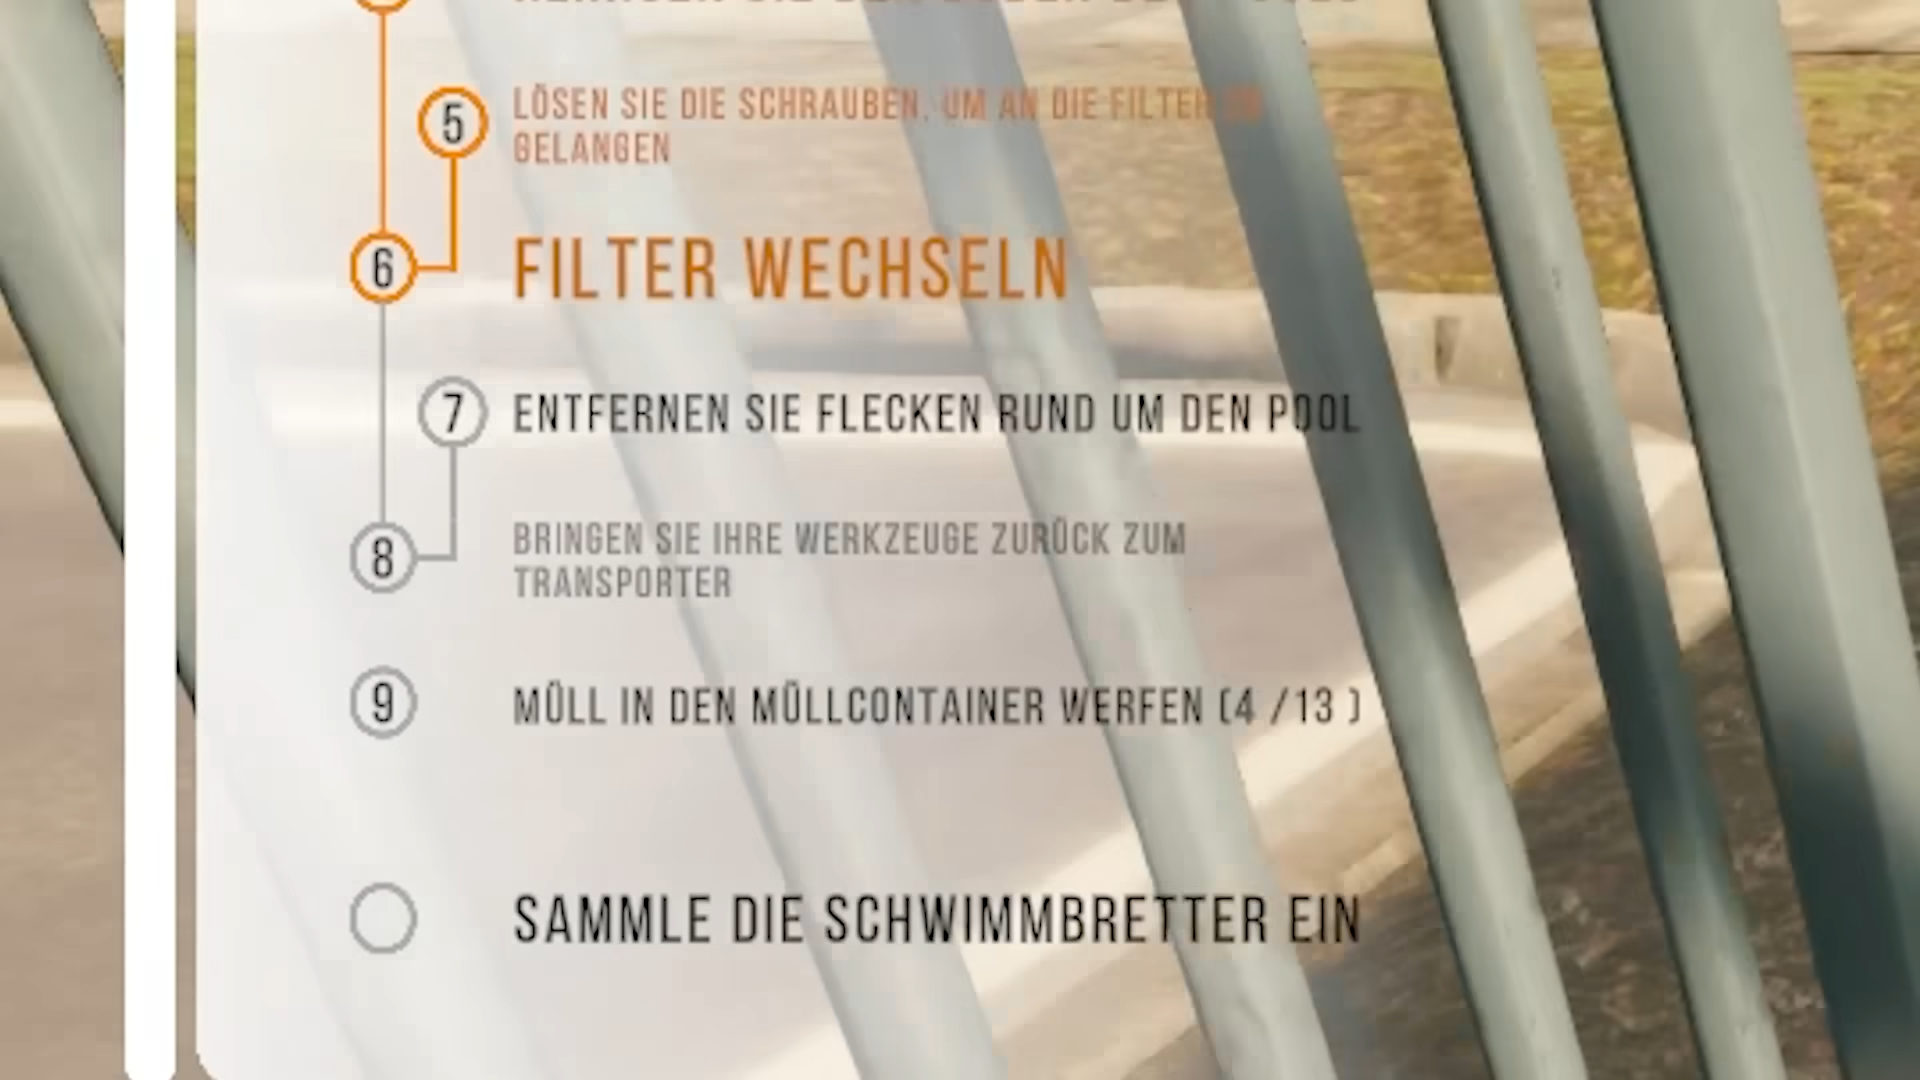 5 LÖSEN SIE DIE SCHRAUBEN, UM AN DIE FILTER ZU
GELANGEN
6 FILTER WECHSELN
7 ENTFERNEN SIE FLECKEN RUND UM DEN POOL
8 BRINGEN SIE IHRE WERKZEUGE ZURÜCK ZUM
TRANSPORTER
9 MÜLL IN DEN MÜLLCONTAINER WERFEN (4 /13 )
SAMMLE DIE SCHWIMMBRETTER EIN